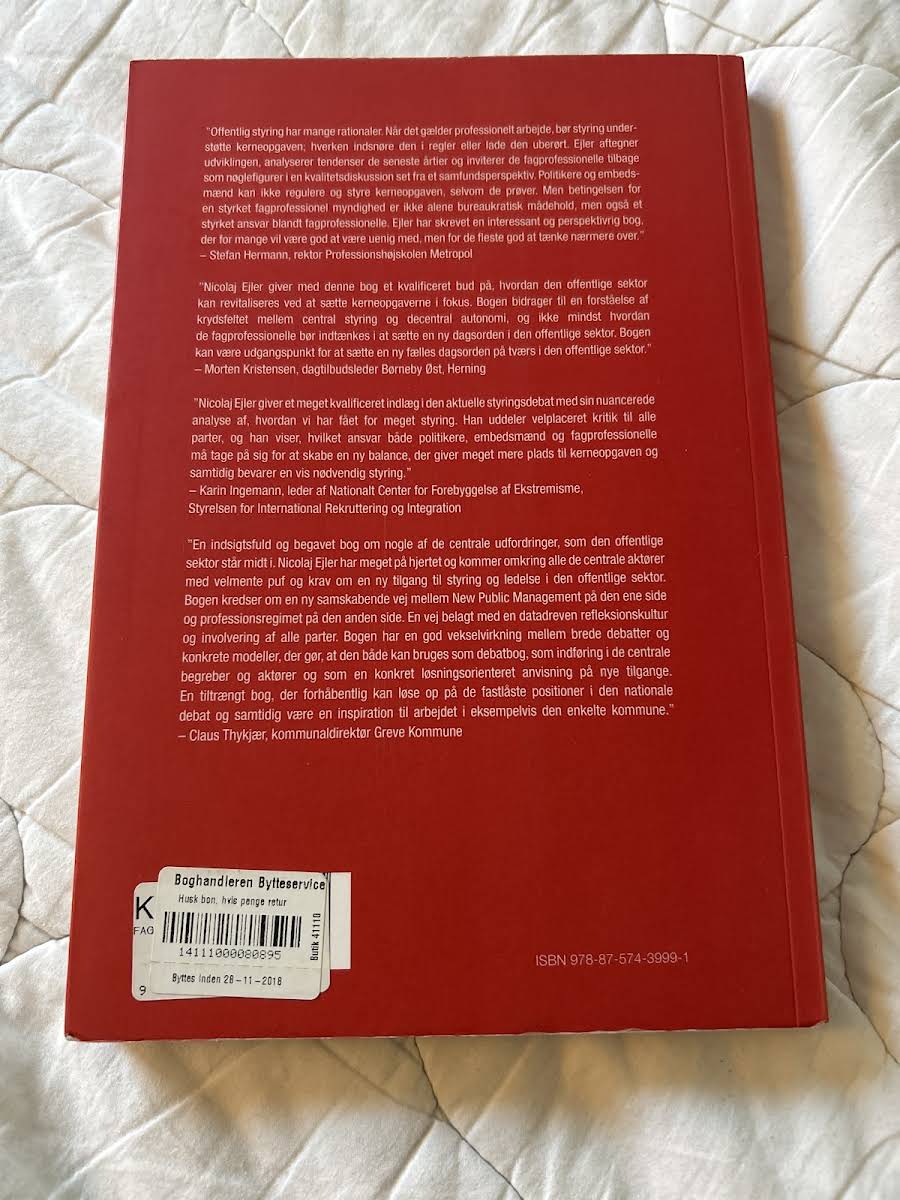 "Offentlig styring har mange rationaler. Når det gælder professionelt arbejde, bør styring under-
støtte kerneopgaven; hverken indsnøre den i regler eller lade den uberørt. Ejler aftegner
udviklingen, analyserer tendenser de seneste årtier og inviterer de fagprofessionelle tilbage
som nøglefigurer i en kvalitetsdiskussion set fra et samfundsperspektiv. Politikere og embeds-
mænd kan ikke regulere og styre kerneopgaven, selvom de prøver. Men betingelsen for
en styrket fagprofessionel myndighed er ikke alene bureaukratisk mådehold, men også et
styrket ansvar blandt fagprofessionelle. Ejler har skrevet en interessant og perspektivrig bog,
der for mange vil være god at være uenig med, men for de fleste god at tænke nærmere over."
– Stefan Hermann, rektor Professionshøjskolen Metropol
"Nicolaj Ejler giver med denne bog et kvalificeret bud på, hvordan den offentlige sektor
kan revitaliseres ved at sætte kerneopgaverne i fokus. Bogen bidrager til en forståelse af
krydsfeltet mellem central styring og decentral autonomi, og ikke mindst hvordan
de fagprofessionelle bør indtænkes i at sætte en ny dagsorden i den offentlige sektor. Bogen
kan være udgangspunkt for at sætte en ny fælles dagsorden på tværs i den offentlige sektor."
– Morten Kristensen, dagtilbudsleder Børneby Øst, Herning
"Nicolaj Ejler giver et meget kvalificeret indlæg i den aktuelle styringsdebat med sin nuancerede
analyse af, hvordan vi har fået for meget styring. Han uddeler velplaceret kritik til alle
parter, og han viser, hvilket ansvar både politikere, embedsmænd og fagprofessionelle
må tage på sig for at skabe en ny balance, der giver meget mere plads til kerneopgaven og
samtidig bevarer en vis nødvendig styring."
– Karin Ingemann, leder af Nationalt Center for Forebyggelse af Ekstremisme,
Styrelsen for International Rekruttering og Integration
"En indsigtsfuld og begavet bog om nogle af de centrale udfordringer, som den offentlige
sektor står midt i. Nicolaj Ejler har meget på hjertet og kommer omkring alle de centrale aktører
med velmente puf og krav om en ny tilgang til styring og ledelse i den offentlige sektor.
Bogen kredser om en ny samskabende vej mellem New Public Management på den ene side
og professionsregimet på den anden side. En vej belagt med en datadreven refleksionskultur
og involvering af alle parter. Bogen har en god vekselvirkning mellem brede debatter og
konkrete modeller, der gør, at den både kan bruges som debatbog, som indføring i de centrale
begreber og aktører og som en konkret løsningsorienteret anvisning på nye tilgange.
En tiltrængt bog, der forhåbentlig kan løse op på de fastlåste positioner i den nationale
debat og samtidig være en inspiration til arbejdet i eksempelvis den enkelte kommune."
– Claus Thykjær, kommunaldirektør Greve Kommune
Boghandleren Bytteservice
Husk bon, hvis penge retur
14111000080895
Butik 41110
Byttes inden 28-11-2018
K
FAG
9
ISBN 978-87-574-3999-1